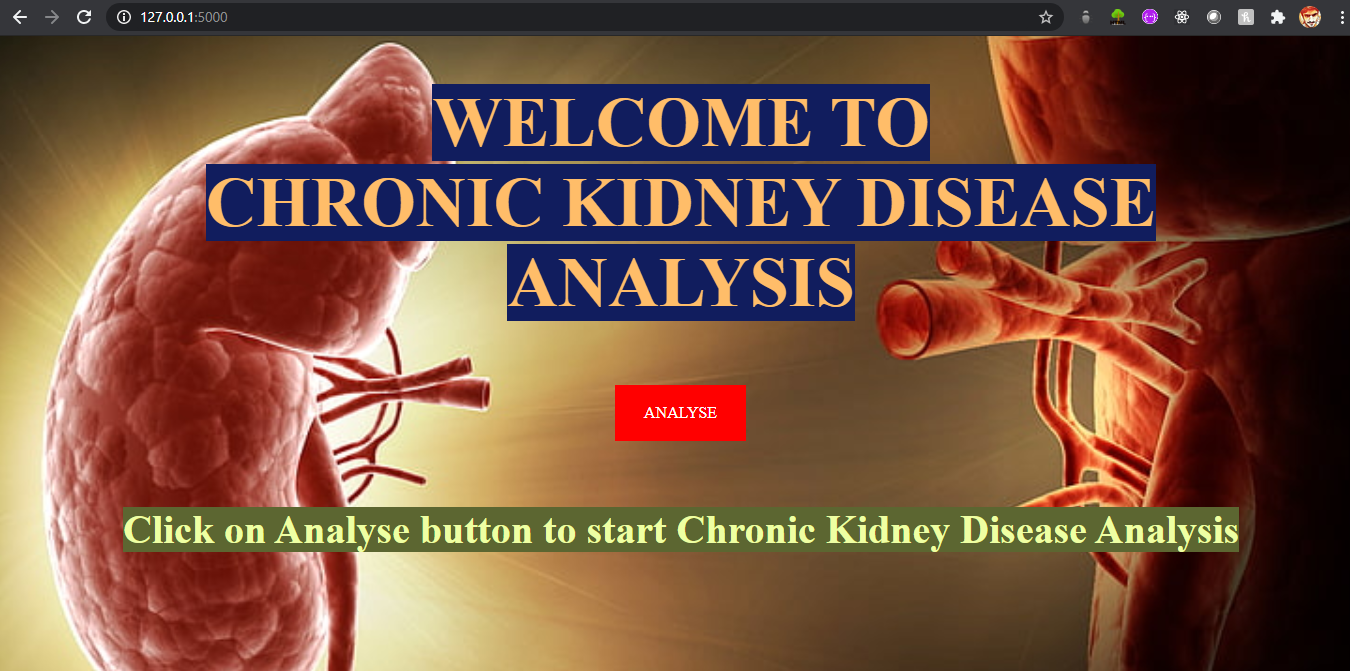 127.0.0.1:5000
WELCOME TO
CHRONIC KIDNEY DISEASE
ANALYSIS
ANALYSE
Click on Analyse button to start Chronic Kidney Disease Analysis